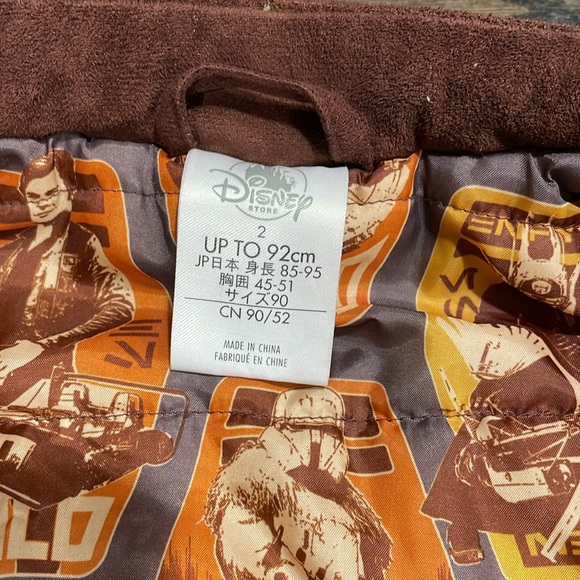 Disney
STORE
2
UP TO 92cm
JP日本 身長 85-95
胸囲 45-51
サイズ90
CN 90/52
MADE IN CHINA
FABRIQUÉ EN CHINE